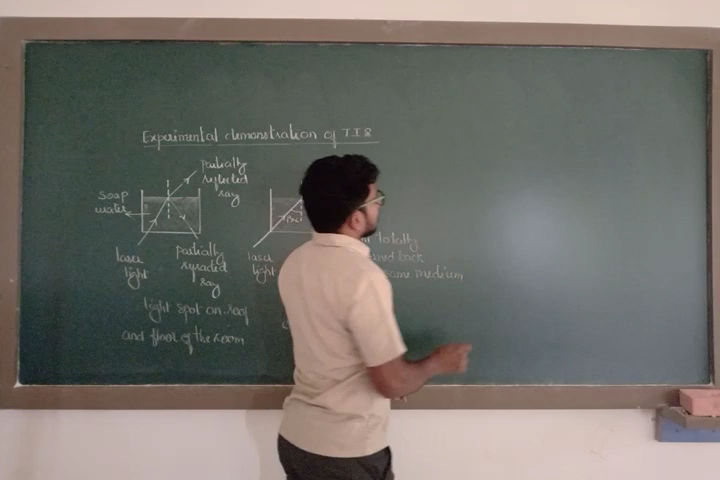 Experimental demonstration of TIR
partially
reflected
ray
soap
water
laser
light
partially
refracted
ray
light spot on roof
and floor of the room
laser
light
totally
back
same medium